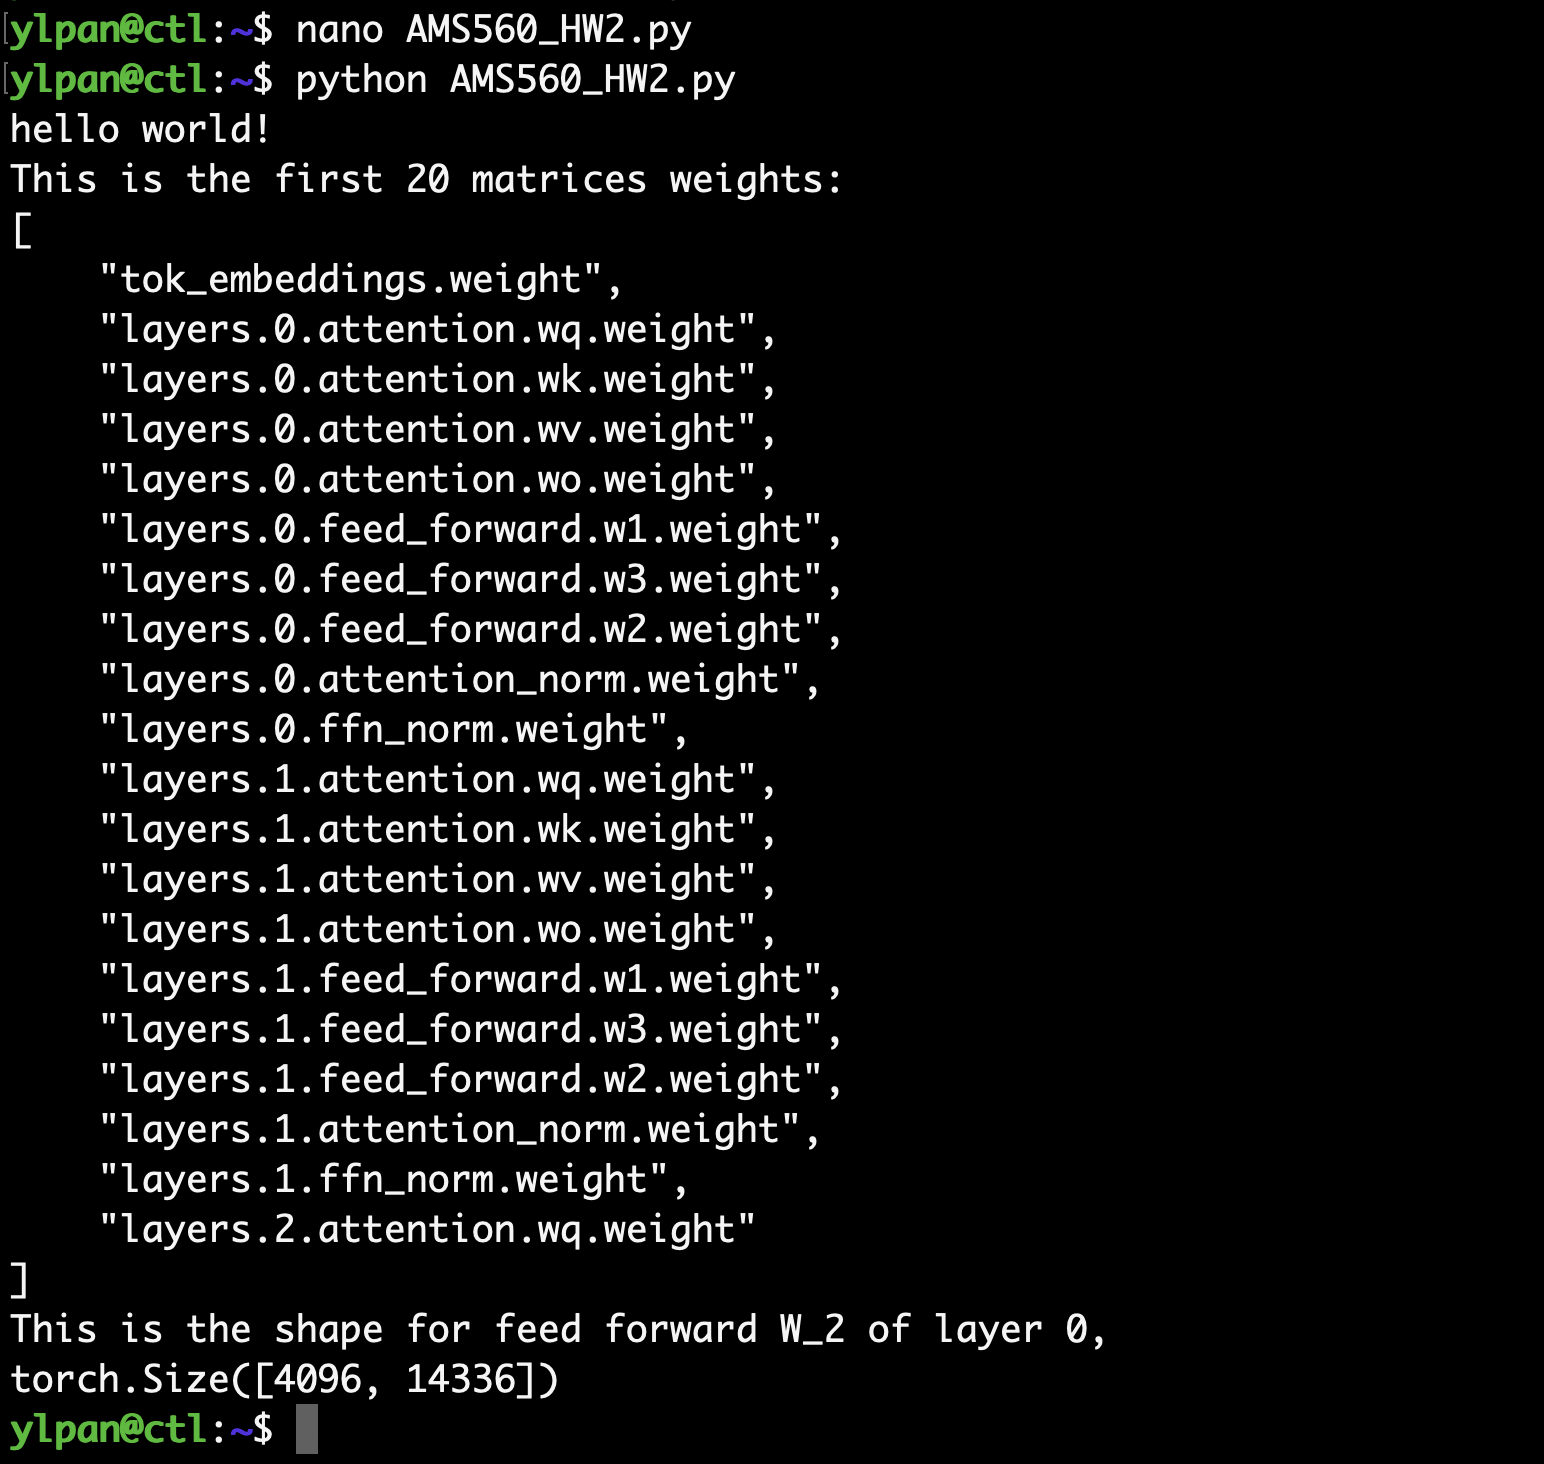 ylpan@ctl:~$ nano AMS560_HW2.py
ylpan@ctl:~$ python AMS560_HW2.py
hello world!
This is the first 20 matrices weights:
[
    "tok_embeddings.weight",
    "layers.0.attention.wq.weight",
    "layers.0.attention.wk.weight",
    "layers.0.attention.wv.weight",
    "layers.0.attention.wo.weight",
    "layers.0.feed_forward.w1.weight",
    "layers.0.feed_forward.w3.weight",
    "layers.0.feed_forward.w2.weight",
    "layers.0.attention_norm.weight",
    "layers.0.ffn_norm.weight",
    "layers.1.attention.wq.weight",
    "layers.1.attention.wk.weight",
    "layers.1.attention.wv.weight",
    "layers.1.attention.wo.weight",
    "layers.1.feed_forward.w1.weight",
    "layers.1.feed_forward.w3.weight",
    "layers.1.feed_forward.w2.weight",
    "layers.1.attention_norm.weight",
    "layers.1.ffn_norm.weight",
    "layers.2.attention.wq.weight"
]
This is the shape for feed forward W_2 of layer 0,
torch.Size([4096, 14336])
ylpan@ctl:~$